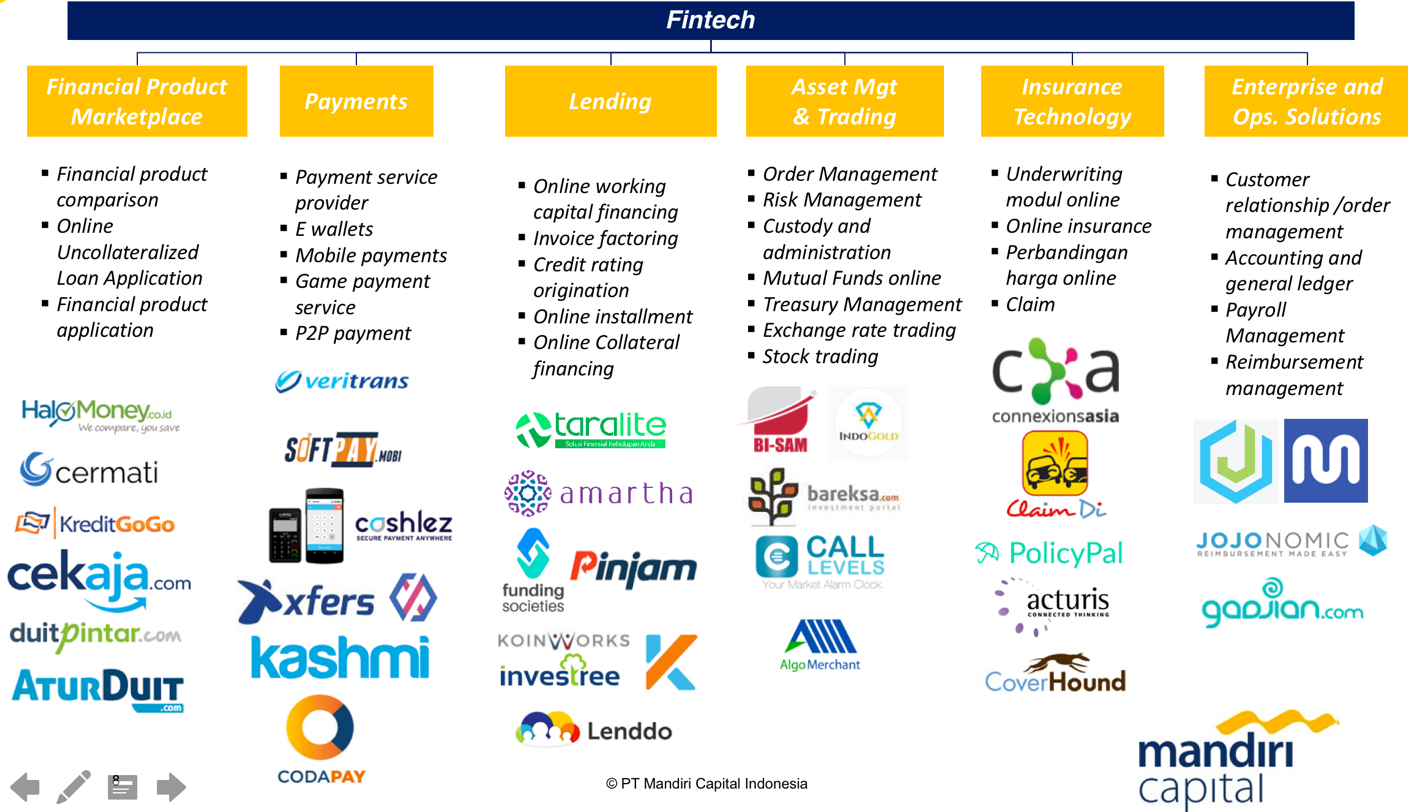 Fintech
Financial Product
Marketplace
▪ Financial product
comparison
▪ Online
Uncollateralized
Loan Application
▪ Financial product
application
HaloMoney.co.id
We compare, you save
cermati
KreditGoGo
cekaja.com
duitpintar.com
ATURDUIT
.com
Payments
▪ Payment service
provider
▪ E wallets
▪ Mobile payments
▪ Game payment
service
▪ P2P payment
veritrans
SOFTPAY.MOBI
cashlez
SECURE PAYMENT ANYWHERE
xfers
kashmi
CODAPAY
Lending
▪ Online working
capital financing
▪ Invoice factoring
▪ Credit rating
origination
▪ Online installment
▪ Online Collateral
financing
taralite
Solusi Finansial Kehidupan Anda
amartha
funding
societies
Pinjam
KOINWORKS
investree
Lenddo
Asset Mgt
& Trading
▪ Order Management
▪ Risk Management
▪ Custody and
administration
▪ Mutual Funds online
▪ Treasury Management
▪ Exchange rate trading
▪ Stock trading
BI-SAM
INDOGOLD
bareksa.com
investment portal
CALL
LEVELS
Your Market Alarm Clock.
AlgoMerchant
Insurance
Technology
▪ Underwriting
modul online
▪ Online insurance
▪ Perbandingan
harga online
▪ Claim
cxa
connexionsasia
Claim Di
PolicyPal
acturis
CONNECTED THINKING
CoverHound
Enterprise and
Ops. Solutions
▪ Customer
relationship /order
management
▪ Accounting and
general ledger
▪ Payroll
Management
▪ Reimbursement
management
JOJONOMIC
REIMBURSEMENT MADE EASY
gadjian.com
mandiri
capital
8
© PT Mandiri Capital Indonesia